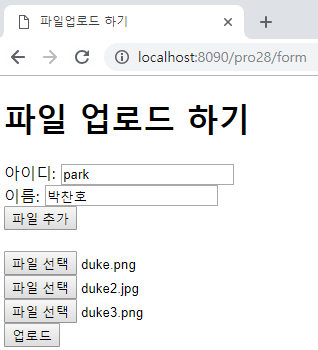 파일업로드 하기
localhost:8090/pro28/form
파일 업로드 하기
아이디: park
이름: 박찬호
파일 추가
파일 선택 duke.png
파일 선택 duke2.jpg
파일 선택 duke3.png
업로드